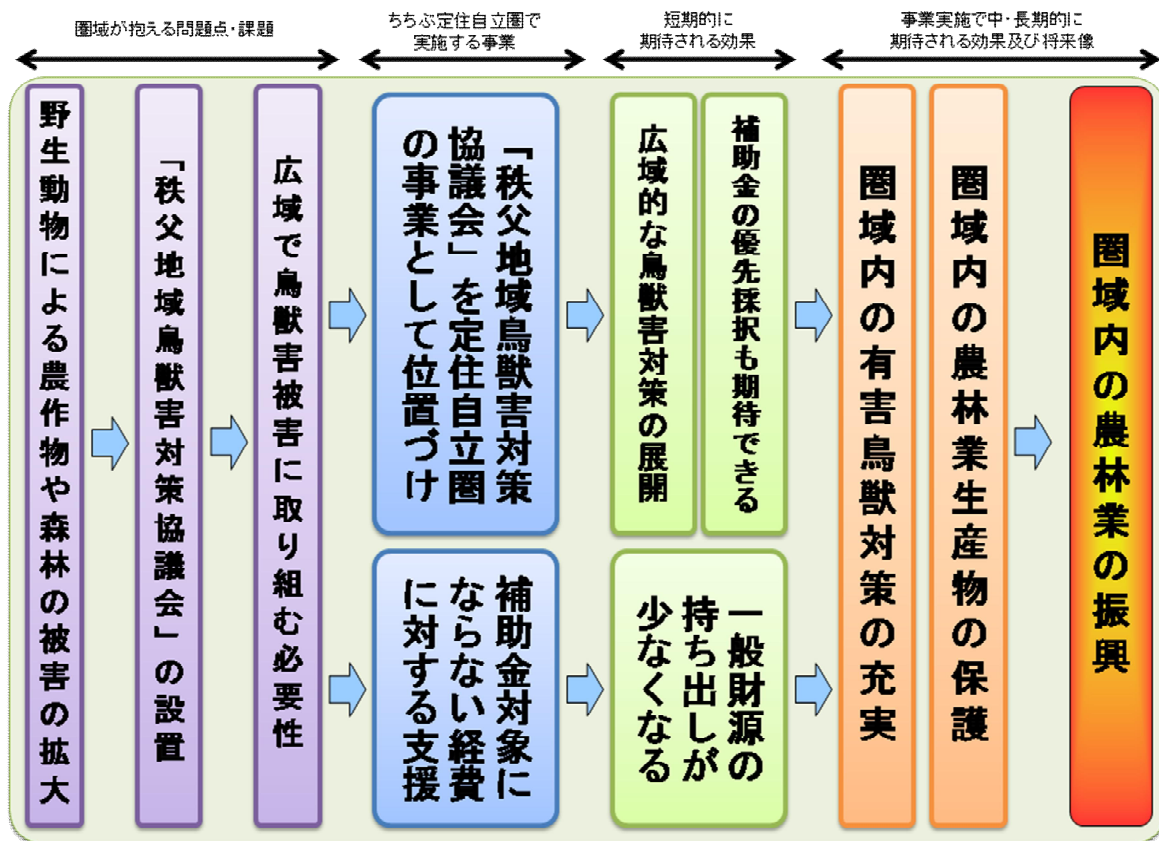 圏域が抱える問題点・課題
ちちぶ定住自立圏で
実施する事業
短期的に
期待される効果
事業実施で中・長期的に
期待される効果及び将来像
野生動物による農作物や森林の被害の拡大
「秩父地域鳥獣害対策協議会」の設置
広域で鳥獣害被害に取り組む必要性
「秩父地域鳥獣害対策
協議会」を定住自立圏
の事業として位置づけ
補助金対象に
ならない経費
に対する支援
広域的な鳥獣害対策の展開
補助金の優先採択も期待できる
一般財源の
持ち出しが
少なくなる
圏域内の有害鳥獣対策の充実
圏域内の農林業生産物の保護
圏域内の農林業の振興